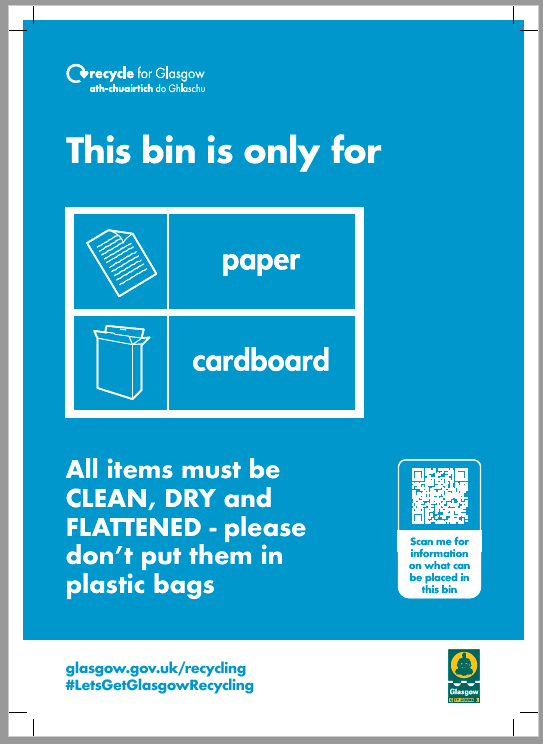 recycle for Glasgow
ath-chuairtich do Ghlaschu
This bin is only for
paper
cardboard
All items must be
CLEAN, DRY and
FLATTENED - please
don't put them in
plastic bags
Scan me for
information
on what can
be placed in
this bin
glasgow.gov.uk/recycling
#LetsGetGlasgowRecycling
Glasgow
CITY COUNCIL